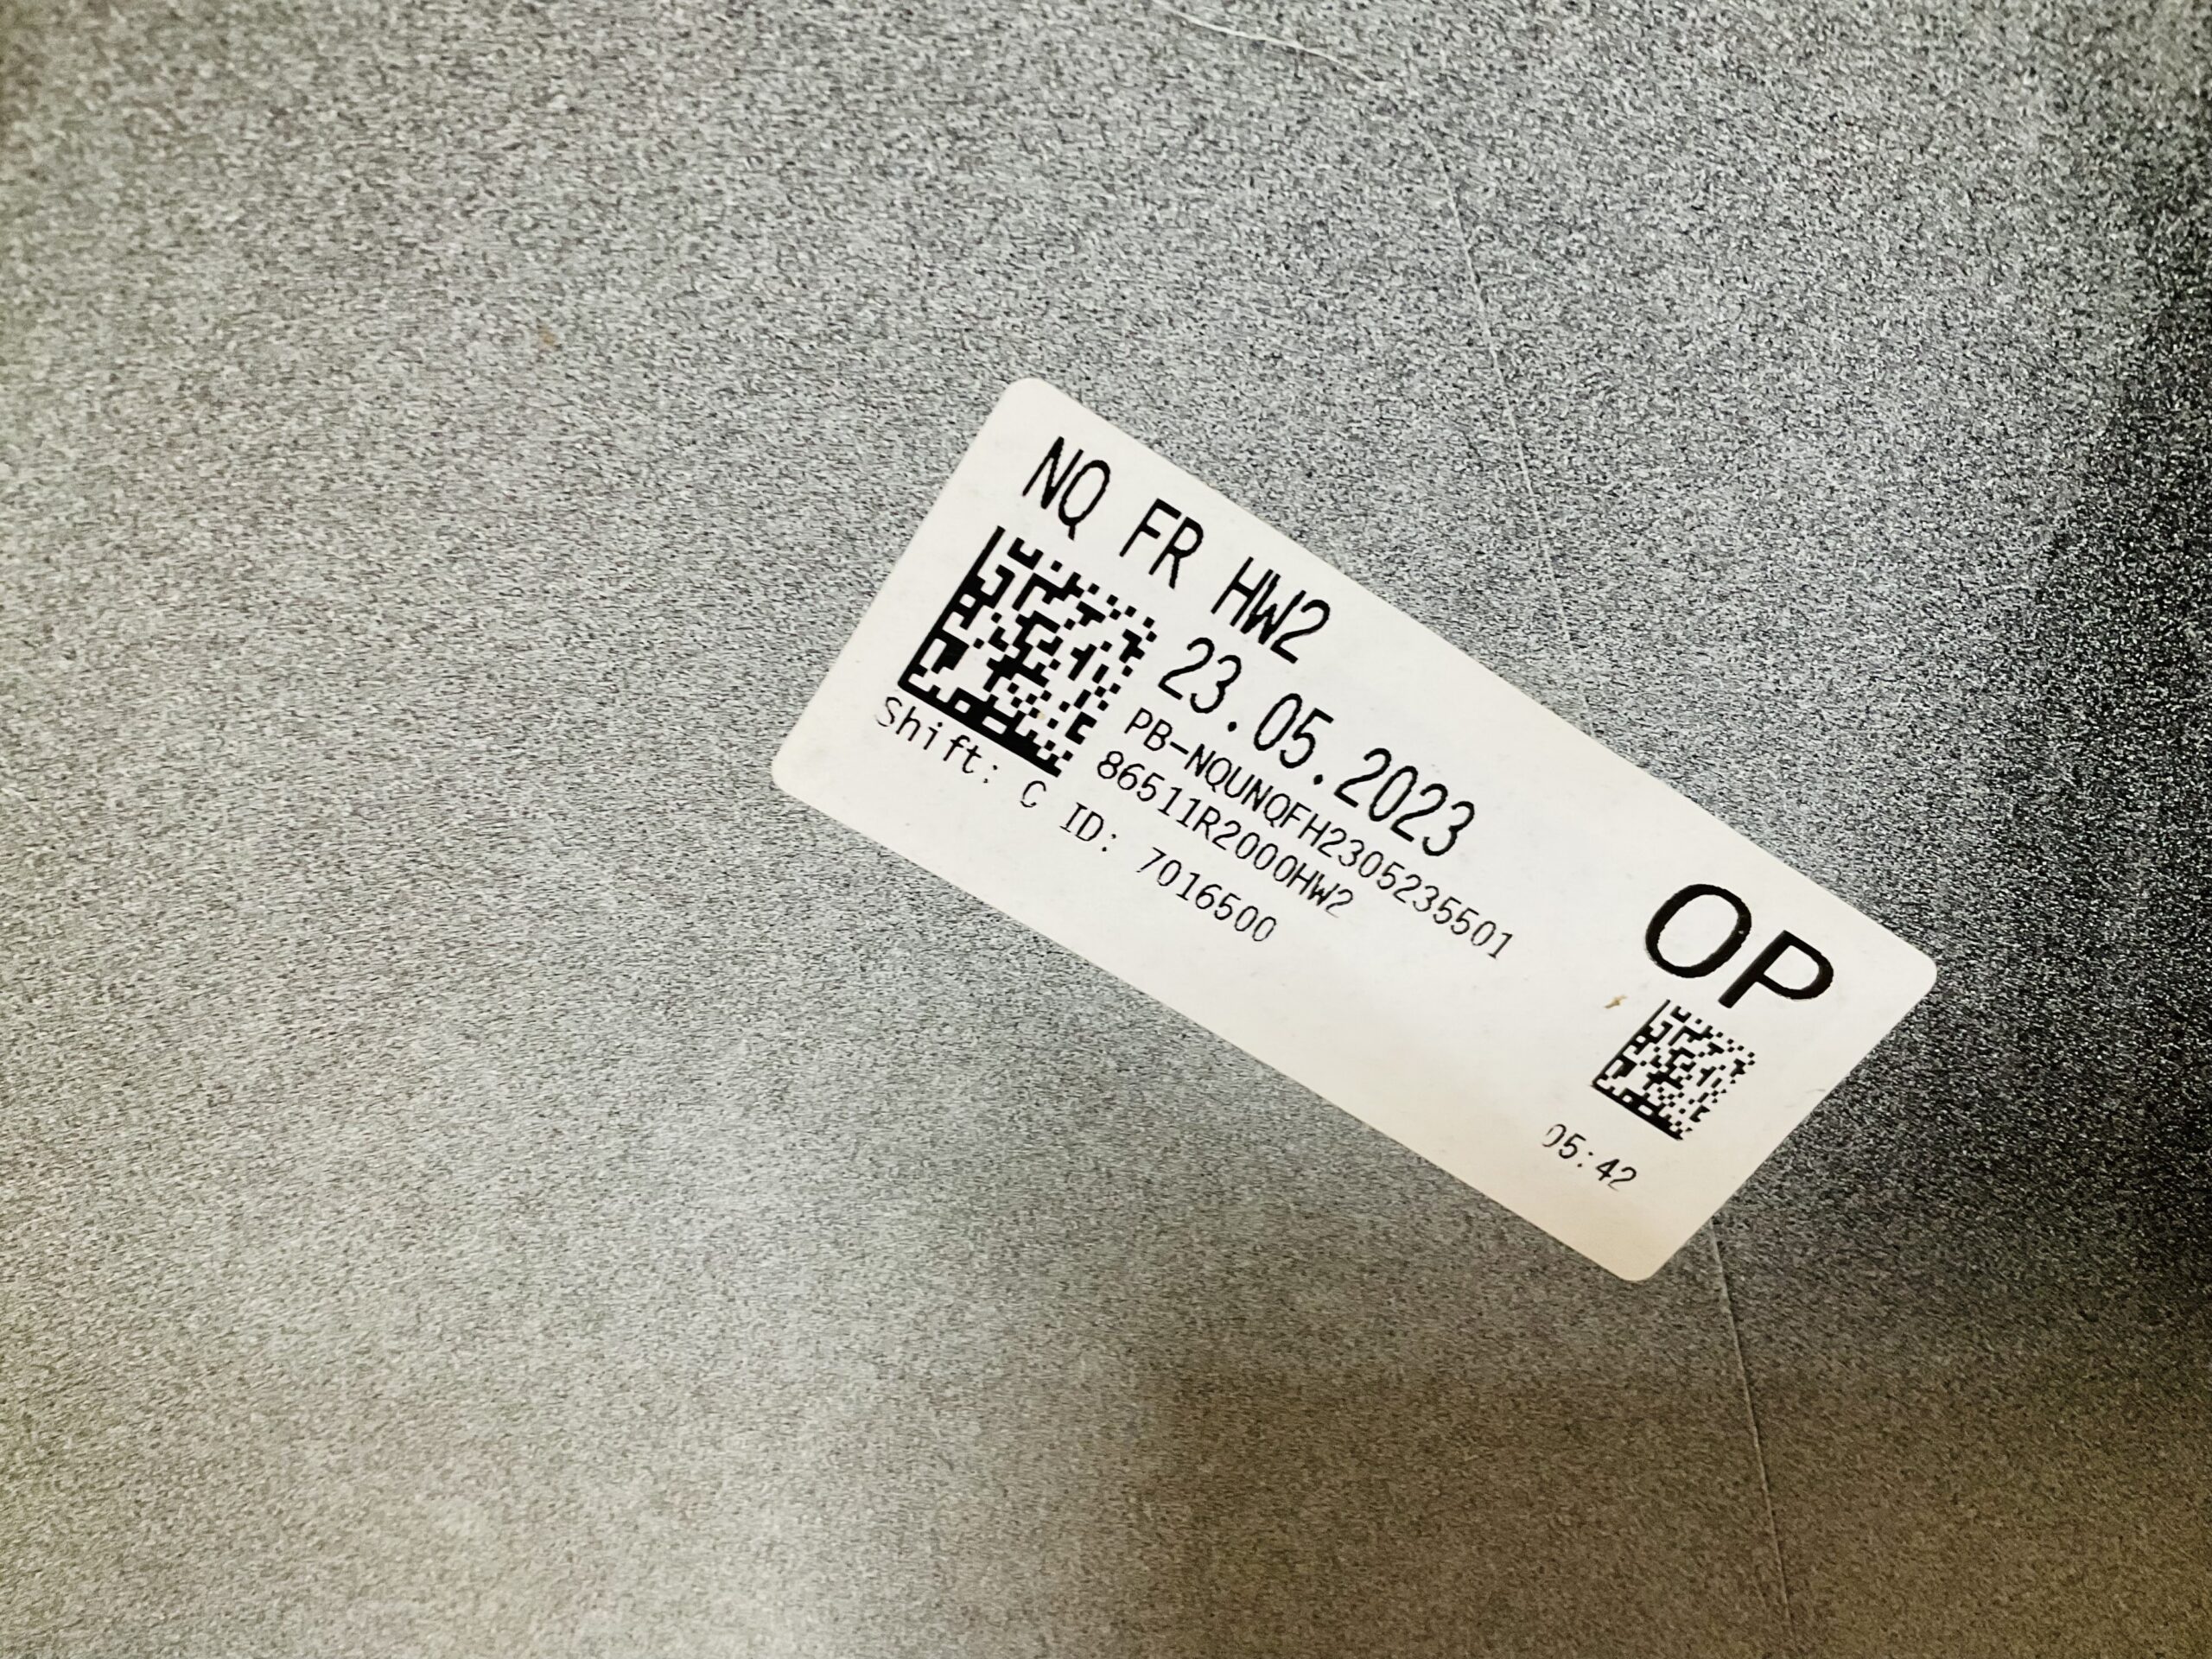 NQ FR HW2
23.05.2023
PB-NQUNQFH2305235501
86511R2000HW2
Shift: C ID: 7016500
OP
05:42